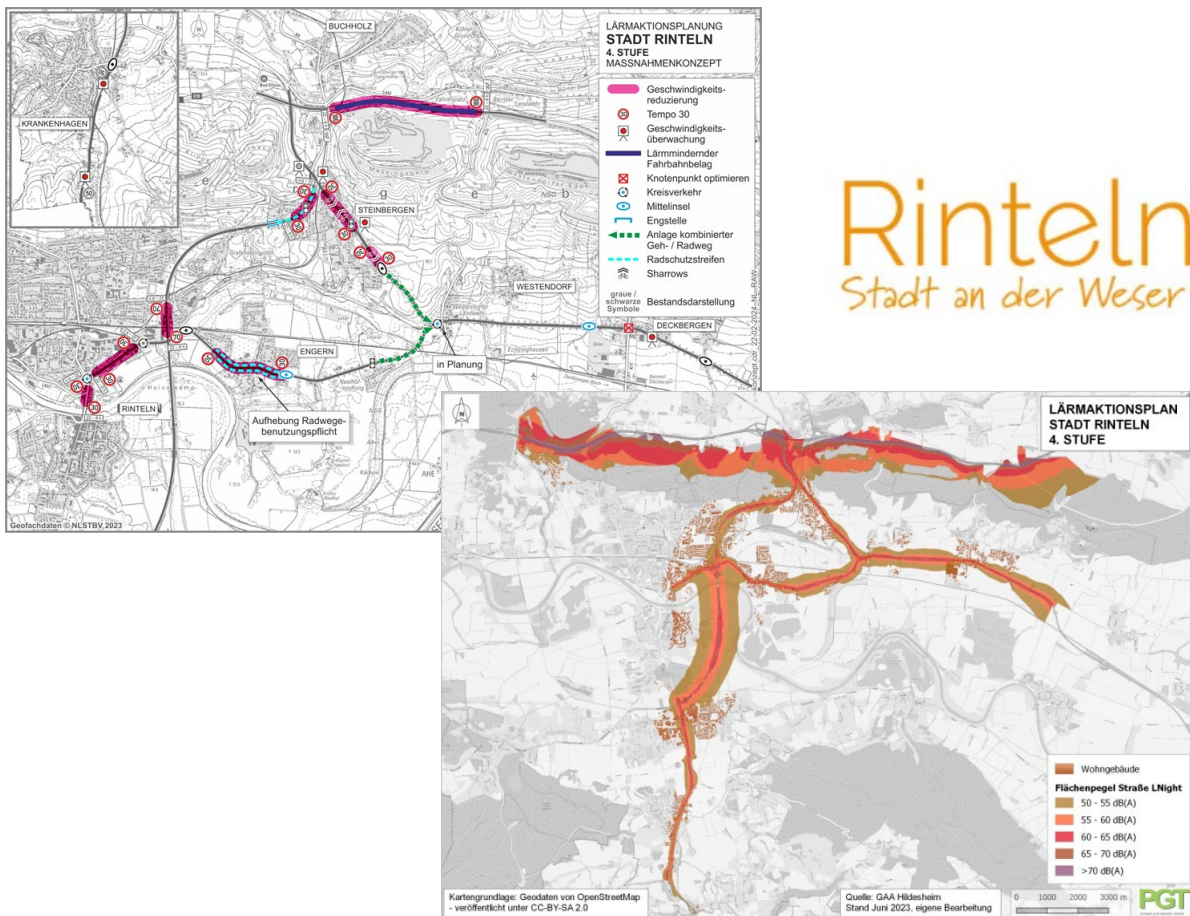 LÄRMAKTIONSPLANUNG
STADT RINTELN
4. STUFE
MASSNAHMENKONZEPT
Geschwindigkeits-
reduzierung
Tempo 30
Geschwindigkeits-
überwachung
Lärmmindernder
Fahrbahnbelag
Knotenpunkt optimieren
Kreisverkehr
Mittelinsel
Engstelle
Anlage kombinierter
Geh- / Radweg
Radschutzstreifen
Sharrows
graue /
schwarze
Symbole
Bestandsdarstellung
BUCHHOLZ
KRANKENHAGEN
STEINBERGEN
WESTENDORF
DECKBERGEN
ENGERN
RINTELN
in Planung
Aufhebung Radwege-
benutzungspflicht
Geofachdaten © NLSTBV, 2023
Rinteln
Stadt an der Weser
LÄRMAKTIONSPLAN
STADT RINTELN
4. STUFE
Wohngebäude
Flächenpegel Straße LNight
50 - 55 dB(A)
55 - 60 dB(A)
60 - 65 dB(A)
65 - 70 dB(A)
>70 dB(A)
Kartengrundlage: Geodaten von OpenStreetMap
- veröffentlicht unter CC-BY-SA 2.0
Quelle: GAA Hildesheim
Stand Juni 2023, eigene Bearbeitung
0 1000 2000 3000 m
PGT